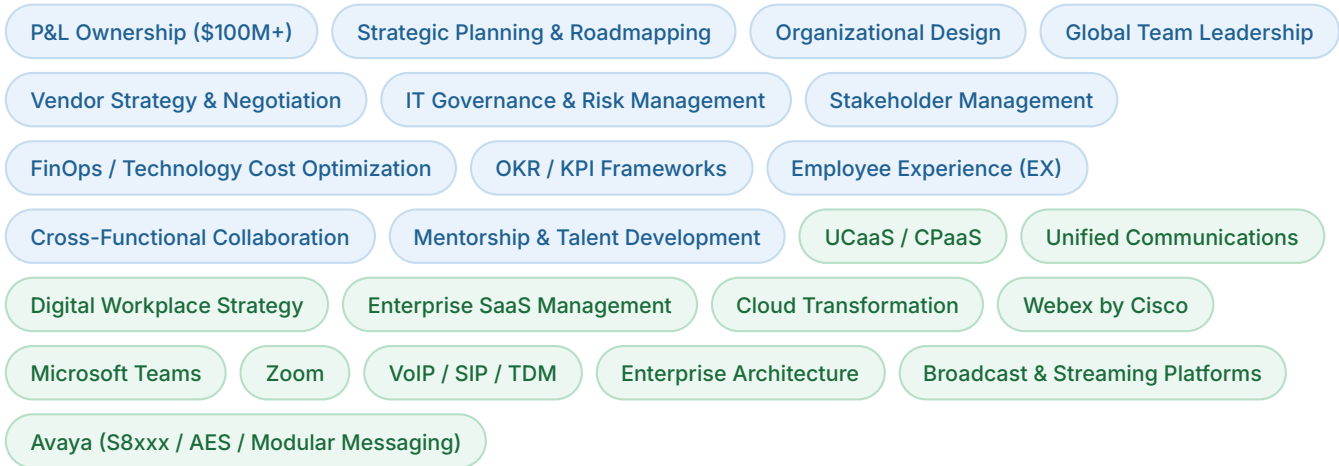 P&L Ownership ($100M+) Strategic Planning & Roadmapping Organizational Design Global Team Leadership
Vendor Strategy & Negotiation IT Governance & Risk Management Stakeholder Management
FinOps / Technology Cost Optimization OKR / KPI Frameworks Employee Experience (EX)
Cross-Functional Collaboration Mentorship & Talent Development UCaaS / CPaaS Unified Communications
Digital Workplace Strategy Enterprise SaaS Management Cloud Transformation Webex by Cisco
Microsoft Teams Zoom VoIP / SIP / TDM Enterprise Architecture Broadcast & Streaming Platforms
Avaya (S8xxx / AES / Modular Messaging)